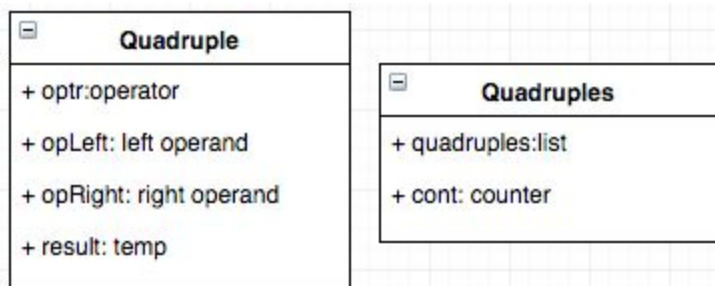 Quadruple
+ optr:operator
+ opLeft: left operand
+ opRight: right operand
+ result: temp
Quadruples
+ quadruples:list
+ cont: counter